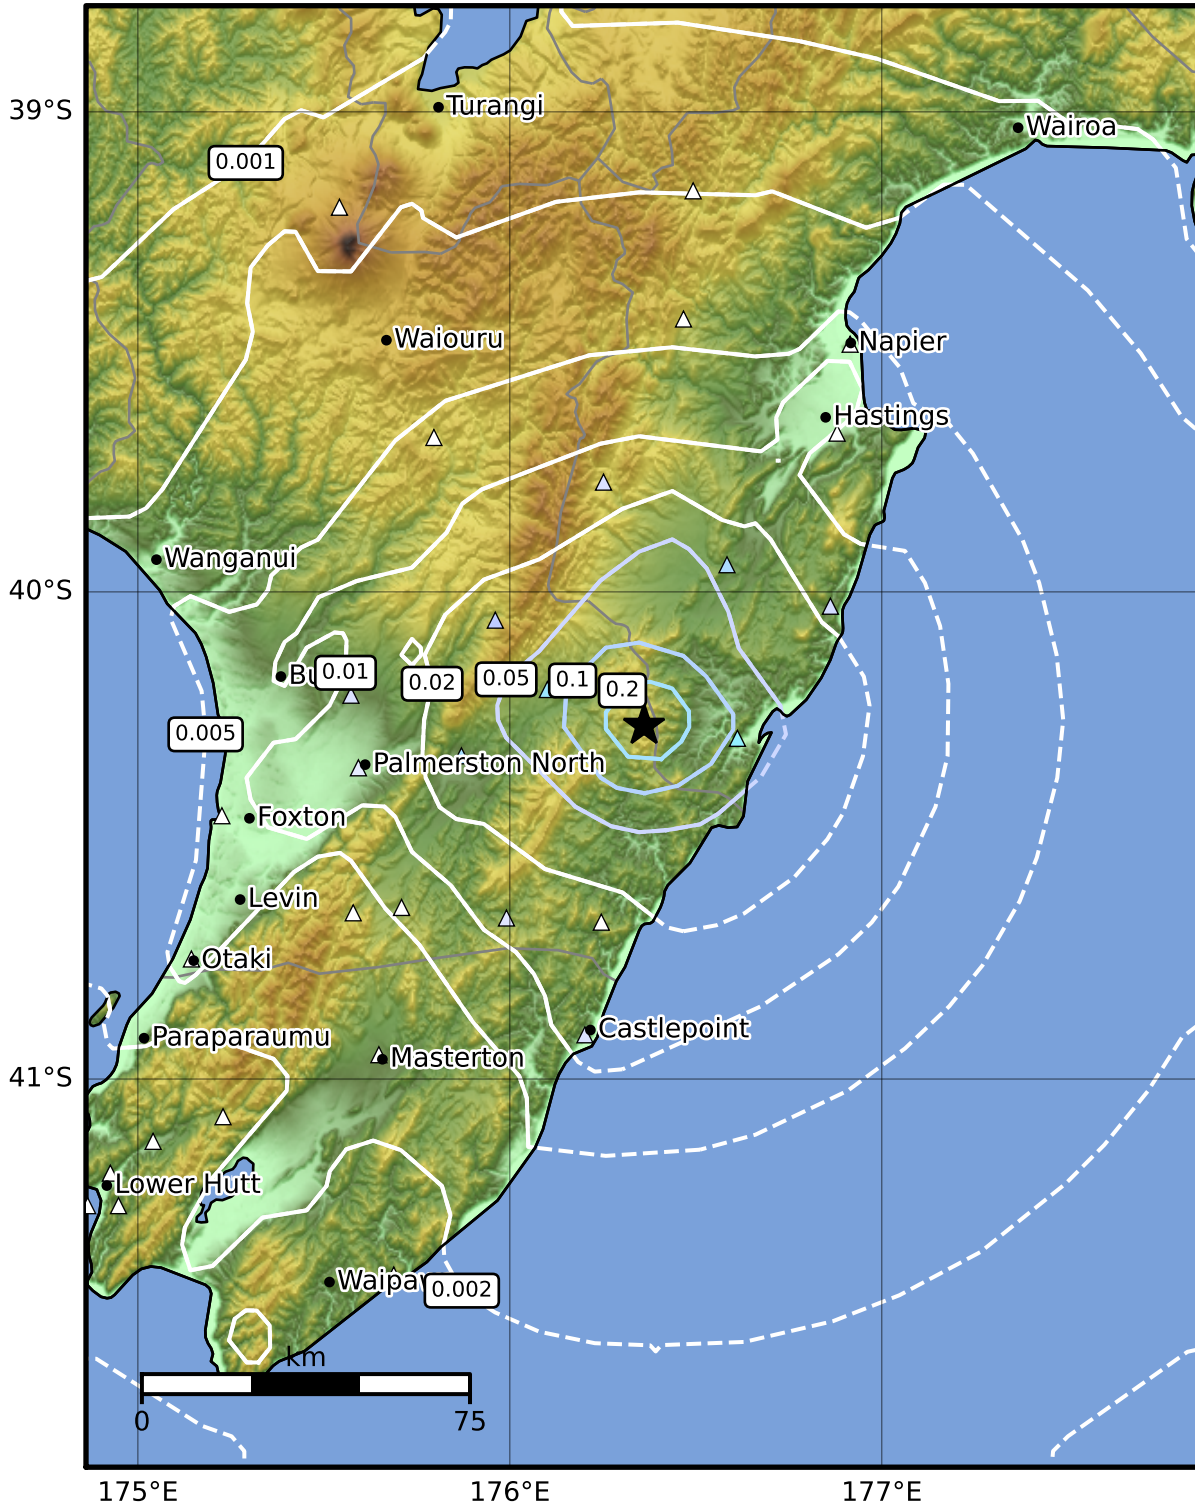 39°S
Turangi
Wairoa
0.001
Waiouru
Napier
Hastings
Wanganui
40°S
0.01
0.02
0.05
0.1
0.2
0.005
Palmerston North
Foxton
Levin
Otaki
Castlepoint
Paraparaumu
Masterton
41°S
Lower Hutt
0.002
km
0
75
175°E
176°E
177°E